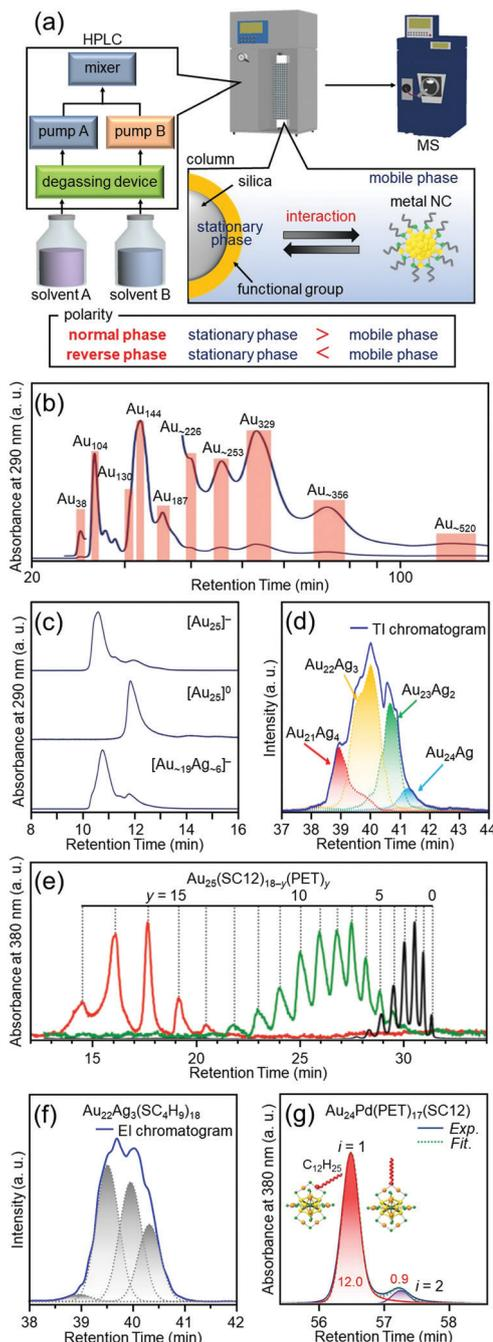 (a)
HPLC
mixer
pump A
pump B
degassing device
solvent A
solvent B
MS
column
silica
mobile phase
stationary
phase
interaction
metal NC
functional group
polarity
normal phase stationary phase > mobile phase
reverse phase stationary phase < mobile phase
(b)
Absorbance at 290 nm (a. u.)
Au38
Au104
Au130
Au144
Au187
Au~226
Au~253
Au329
Au~356
Au~520
20
100
Retention Time (min)
(c)
Absorbance at 290 nm (a. u.)
[Au25]−
[Au25]0
[Au~19Ag~6]−
8 10 12 14 16
Retention Time (min)
(d)
TI chromatogram
Intensity (a. u.)
Au22Ag3
Au23Ag2
Au21Ag4
Au24Ag
37 38 39 40 41 42 43 44
Retention Time (min)
(e)
Au25(SC12)18−y(PET)y
y = 15 10 5 0
Absorbance at 380 nm (a. u.)
15 20 25 30
Retention Time (min)
(f)
Au22Ag3(SC4H9)18
EI chromatogram
Intensity (a. u.)
38 39 40 41 42
Retention Time (min)
(g)
Au24Pd(PET)17(SC12)
Exp.
Fit.
i = 1
C12H25
12.0
0.9
i = 2
Absorbance at 380 nm (a. u.)
56 57 58
Retention Time (min)